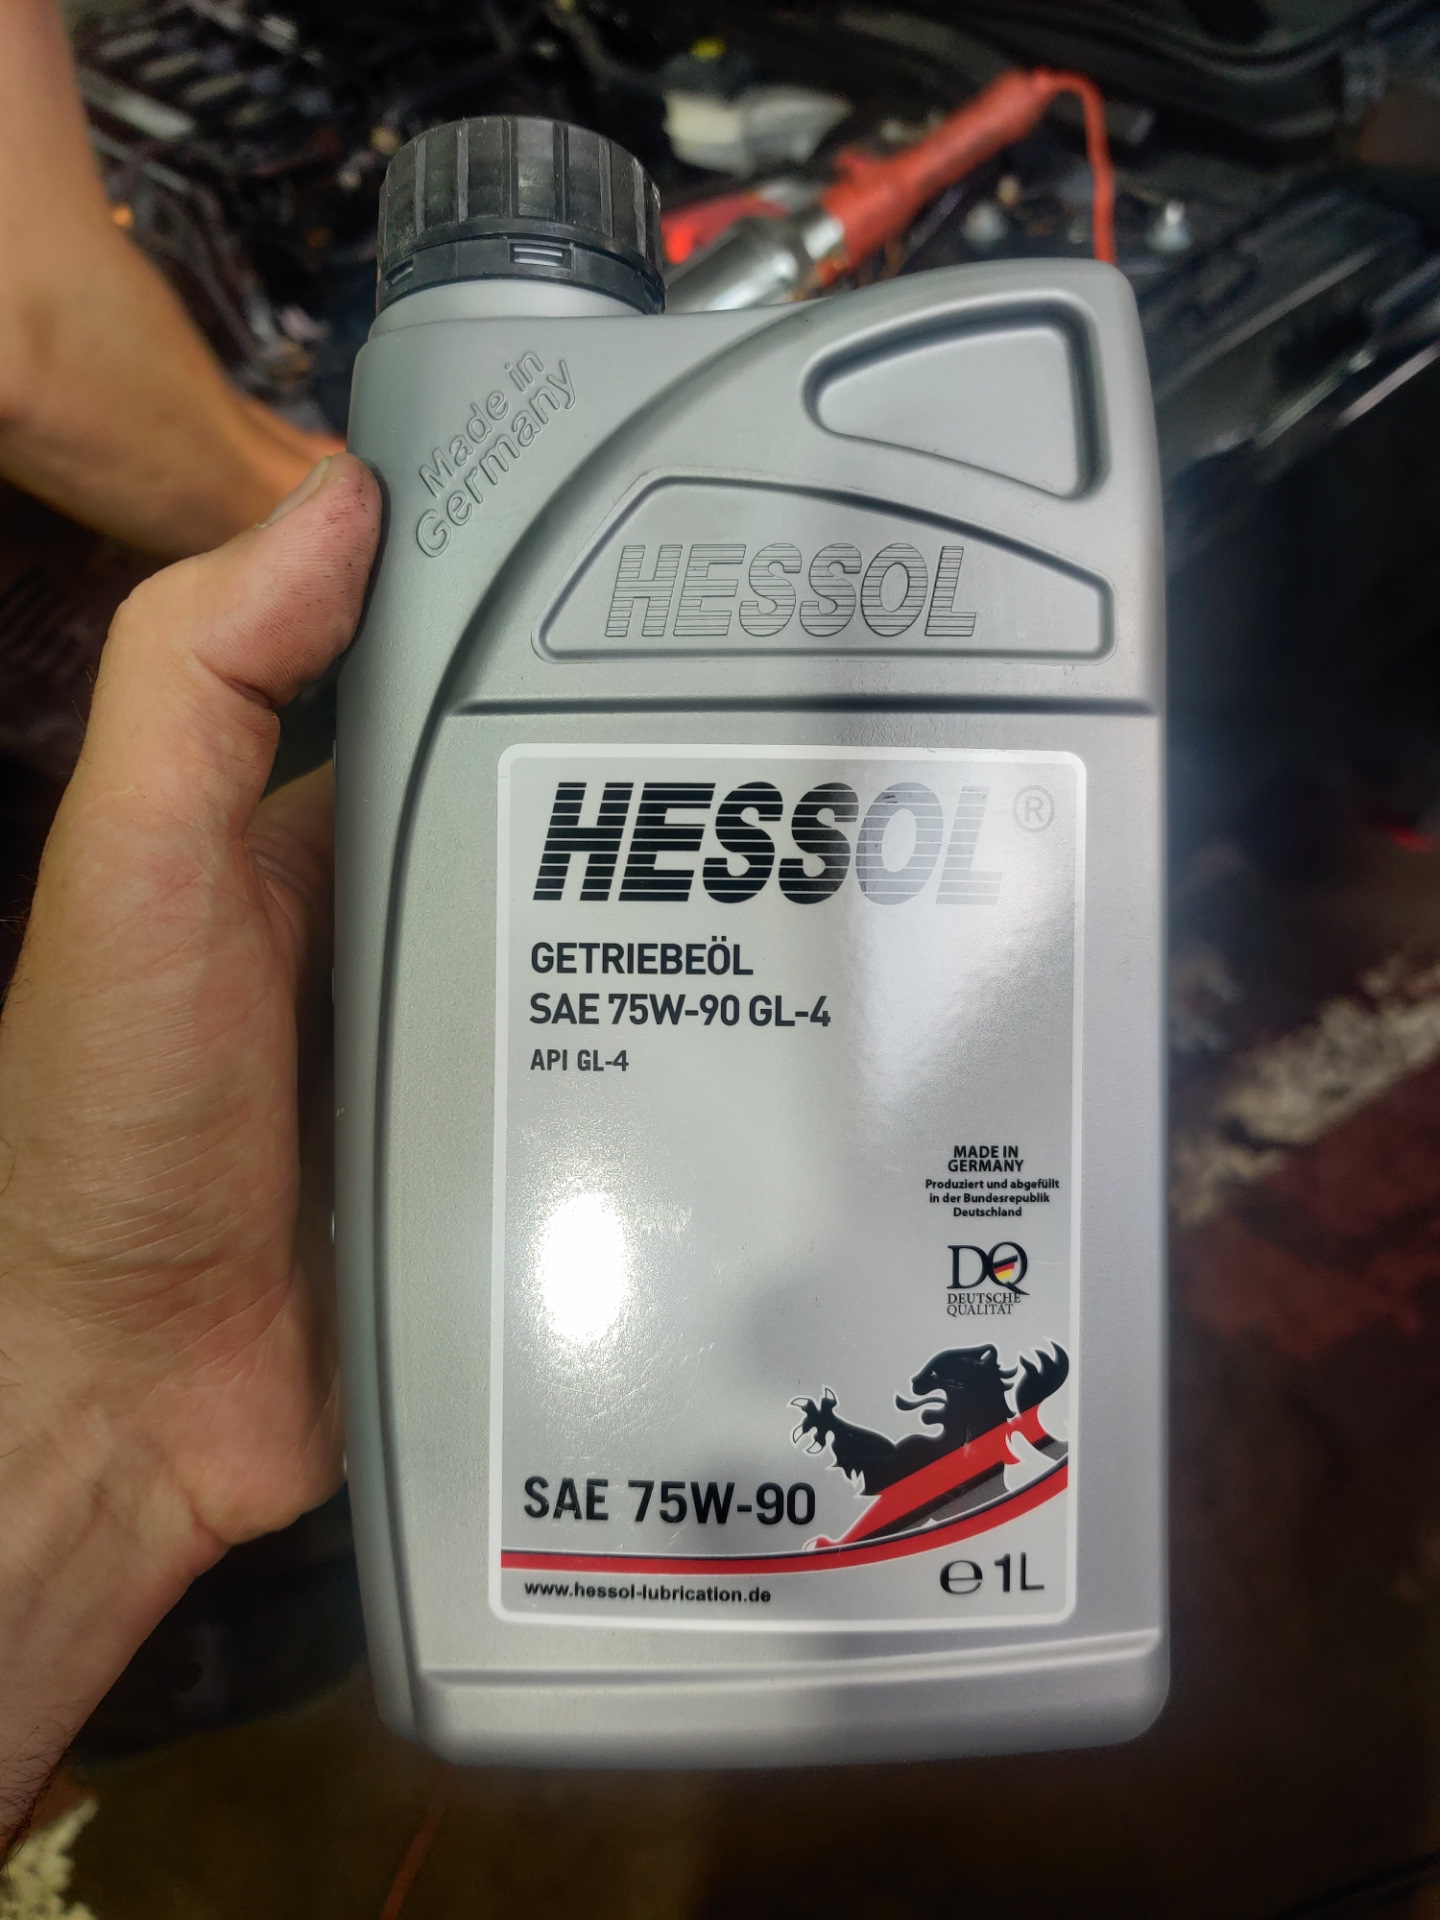 Made in
Germany
HESSOL
HESSOL®
GETRIEBEÖL
SAE 75W-90 GL-4
API GL-4
MADE IN
GERMANY
Produziert und abgefüllt
in der Bundesrepublik
Deutschland
DQ
DEUTSCHE
QUALITÄT
SAE 75W-90
www.hessol-lubrication.de
℮ 1L